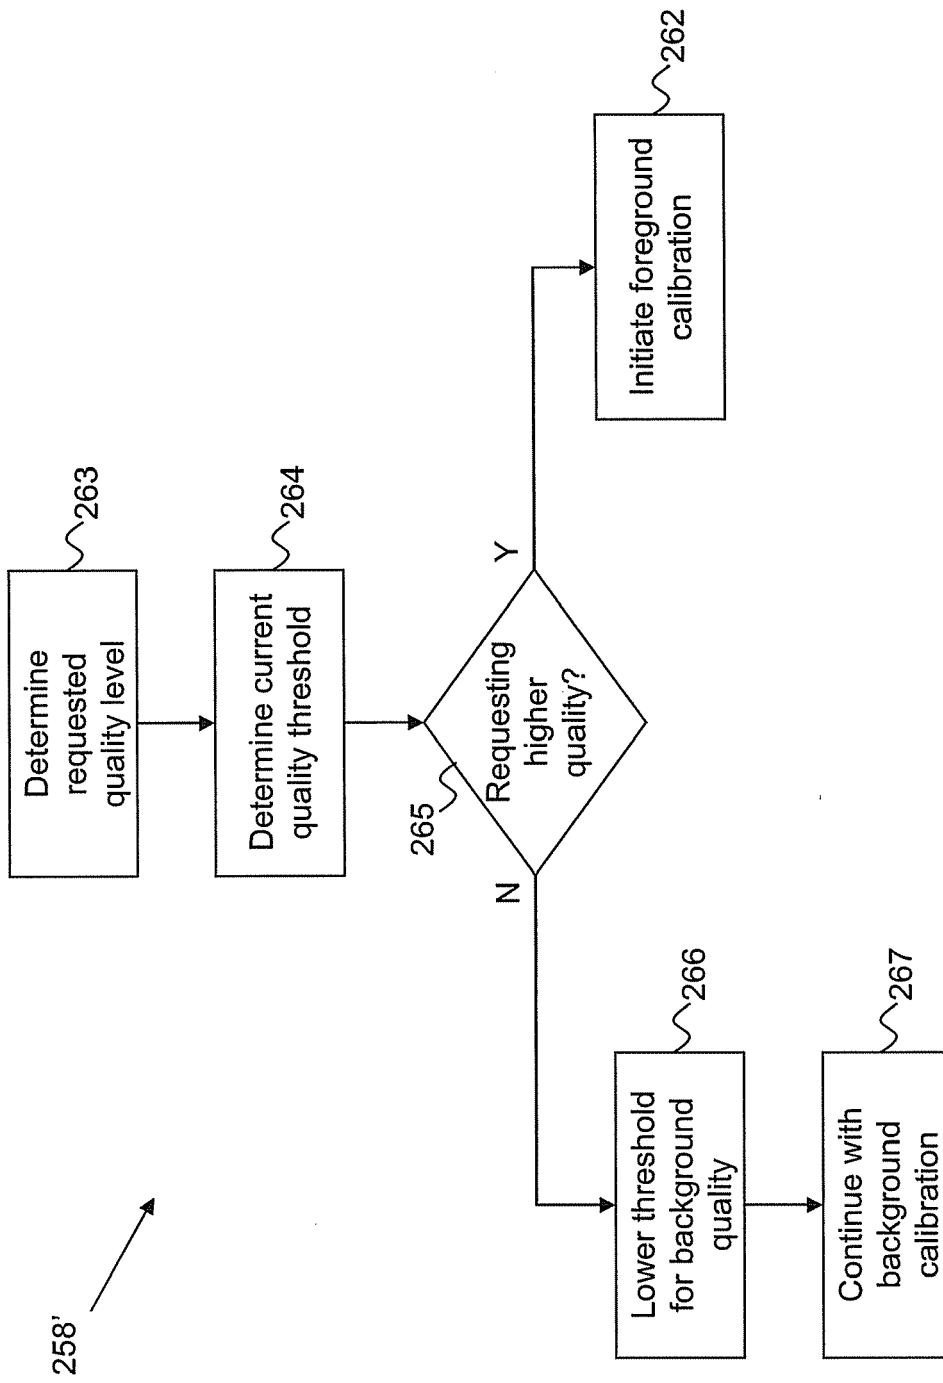 258'
263
Determine
requested
quality level
264
Determine current
quality threshold
265
Requesting
higher
quality?
Y
N
262
Initiate foreground
calibration
266
Lower threshold
for background
quality
267
Continue with
background
calibration